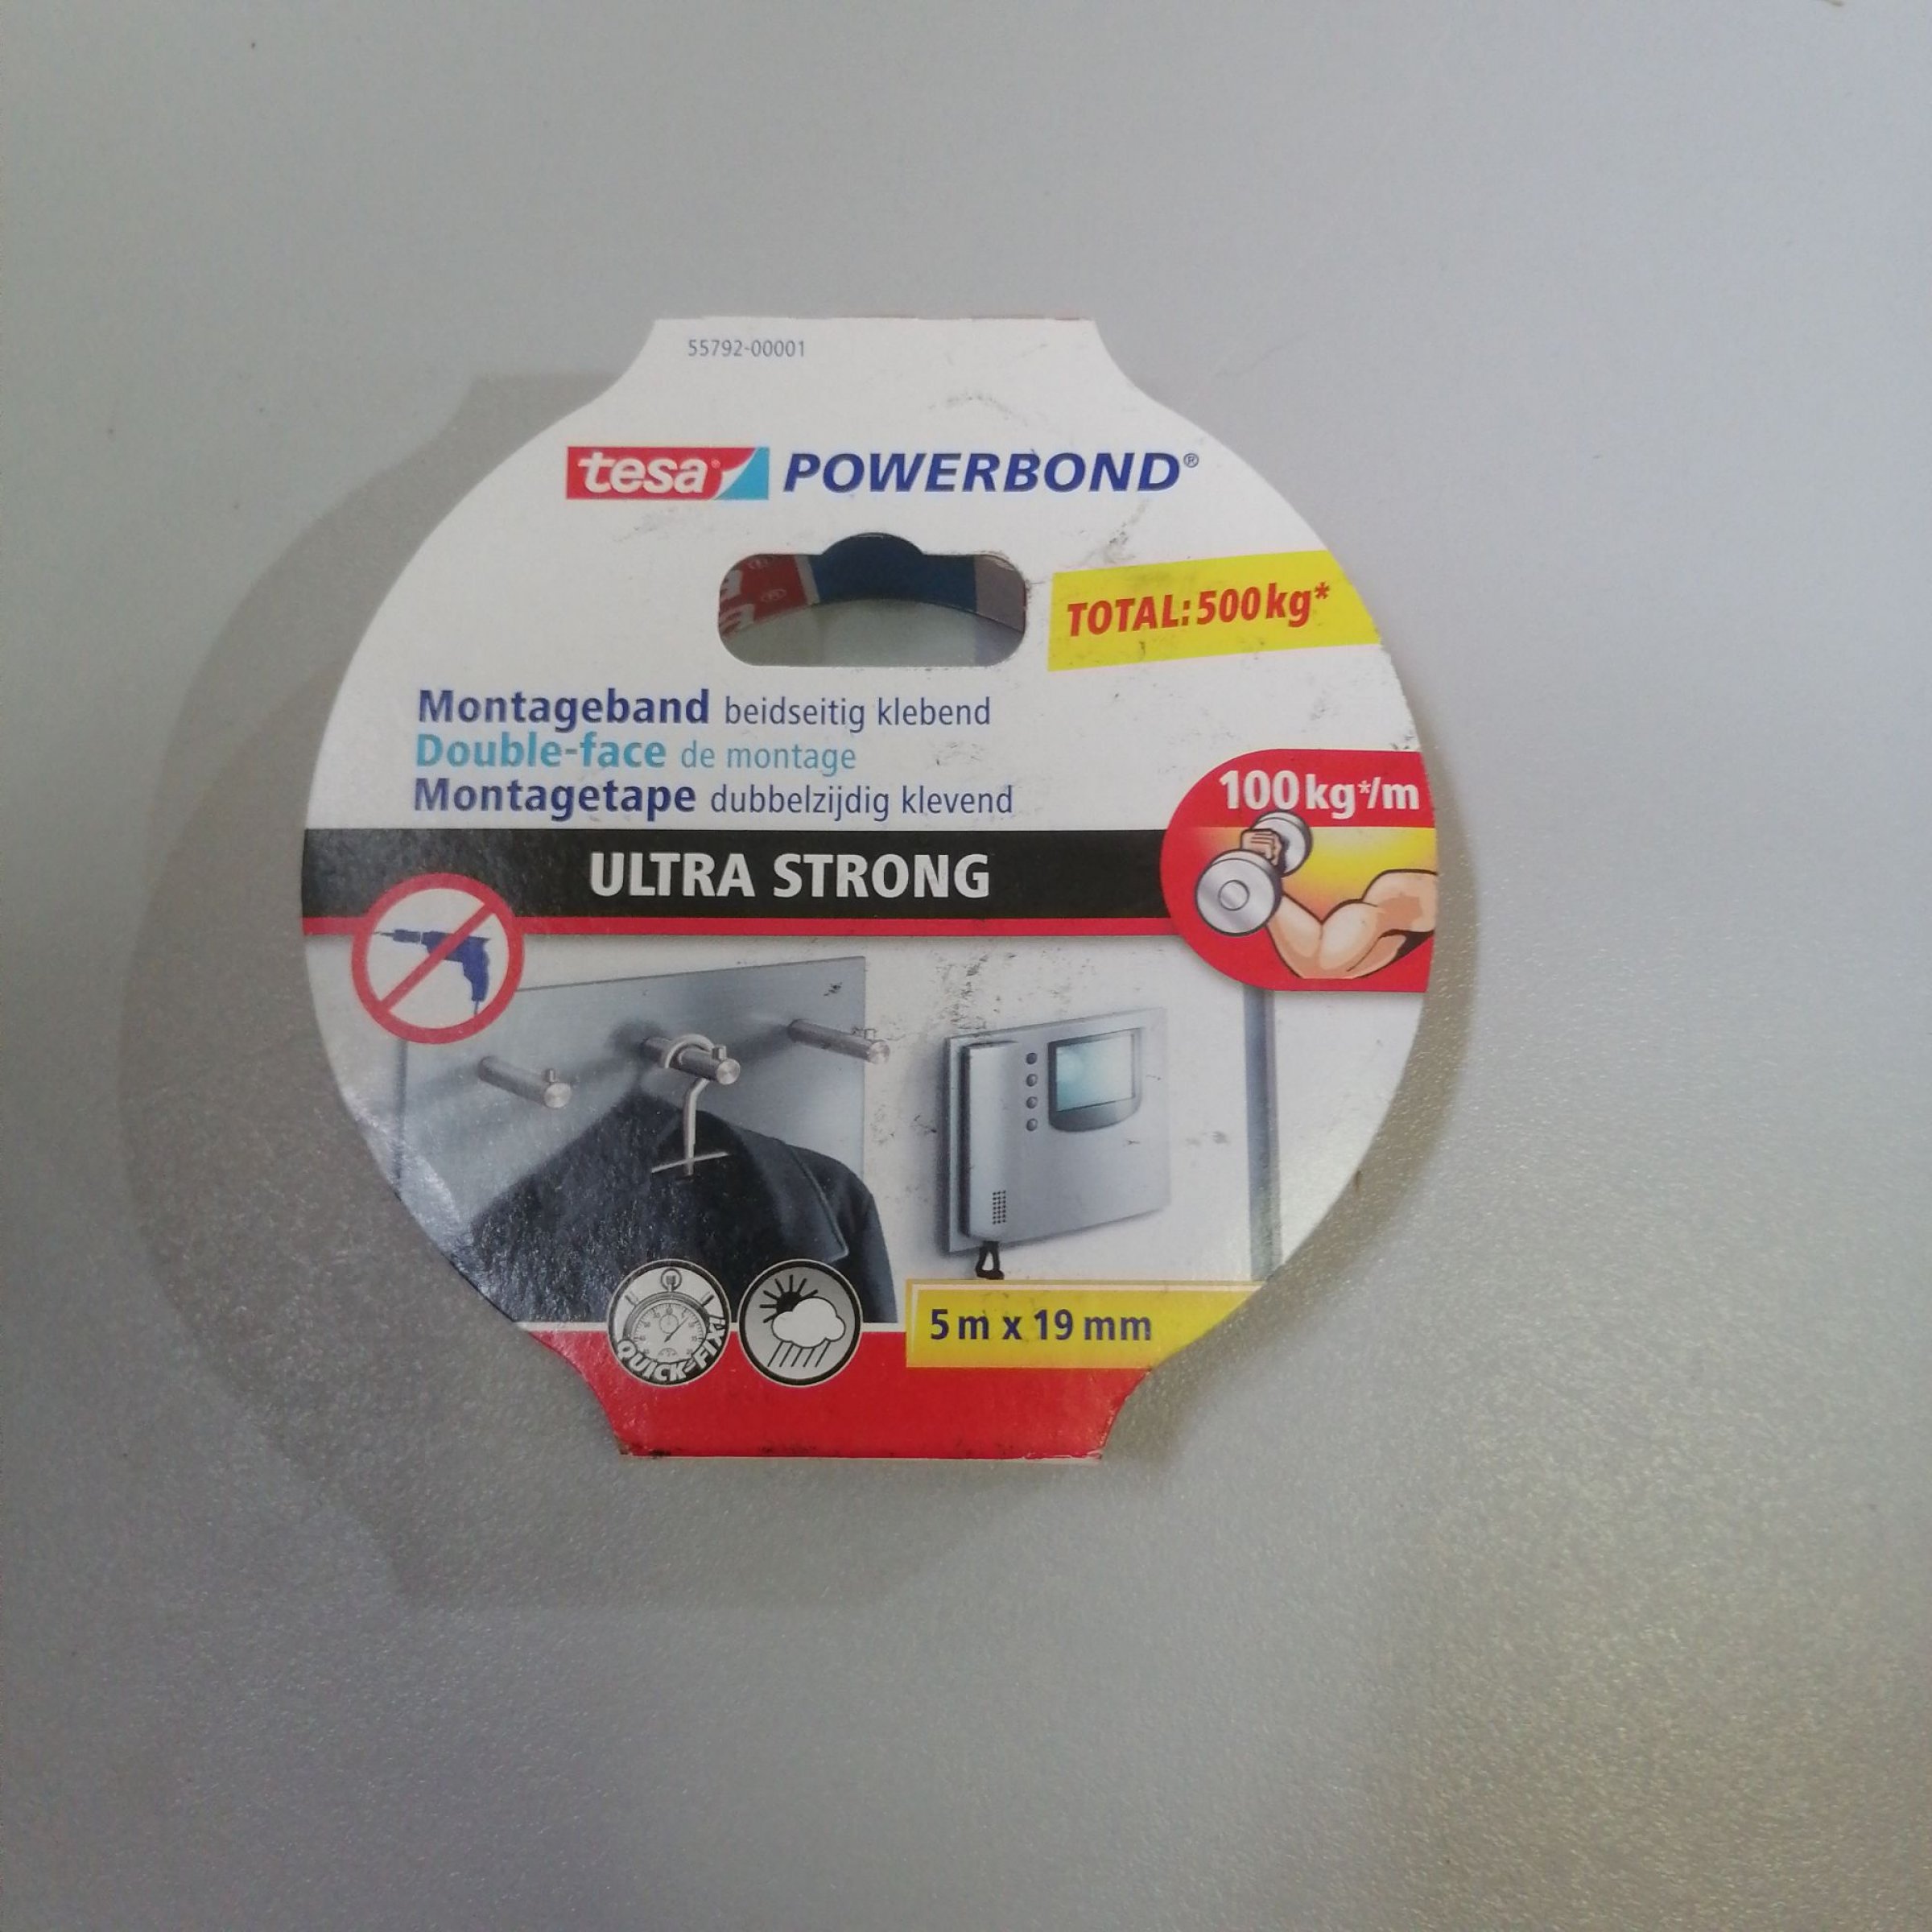 55792-00001
tesa® POWERBOND®
TOTAL: 500 kg*
Montageband beidseitig klebend
Double-face de montage
Montagetape dubbelzijdig klevend
100 kg*/m
ULTRA STRONG
QUICK-FIX!
5 m x 19 mm